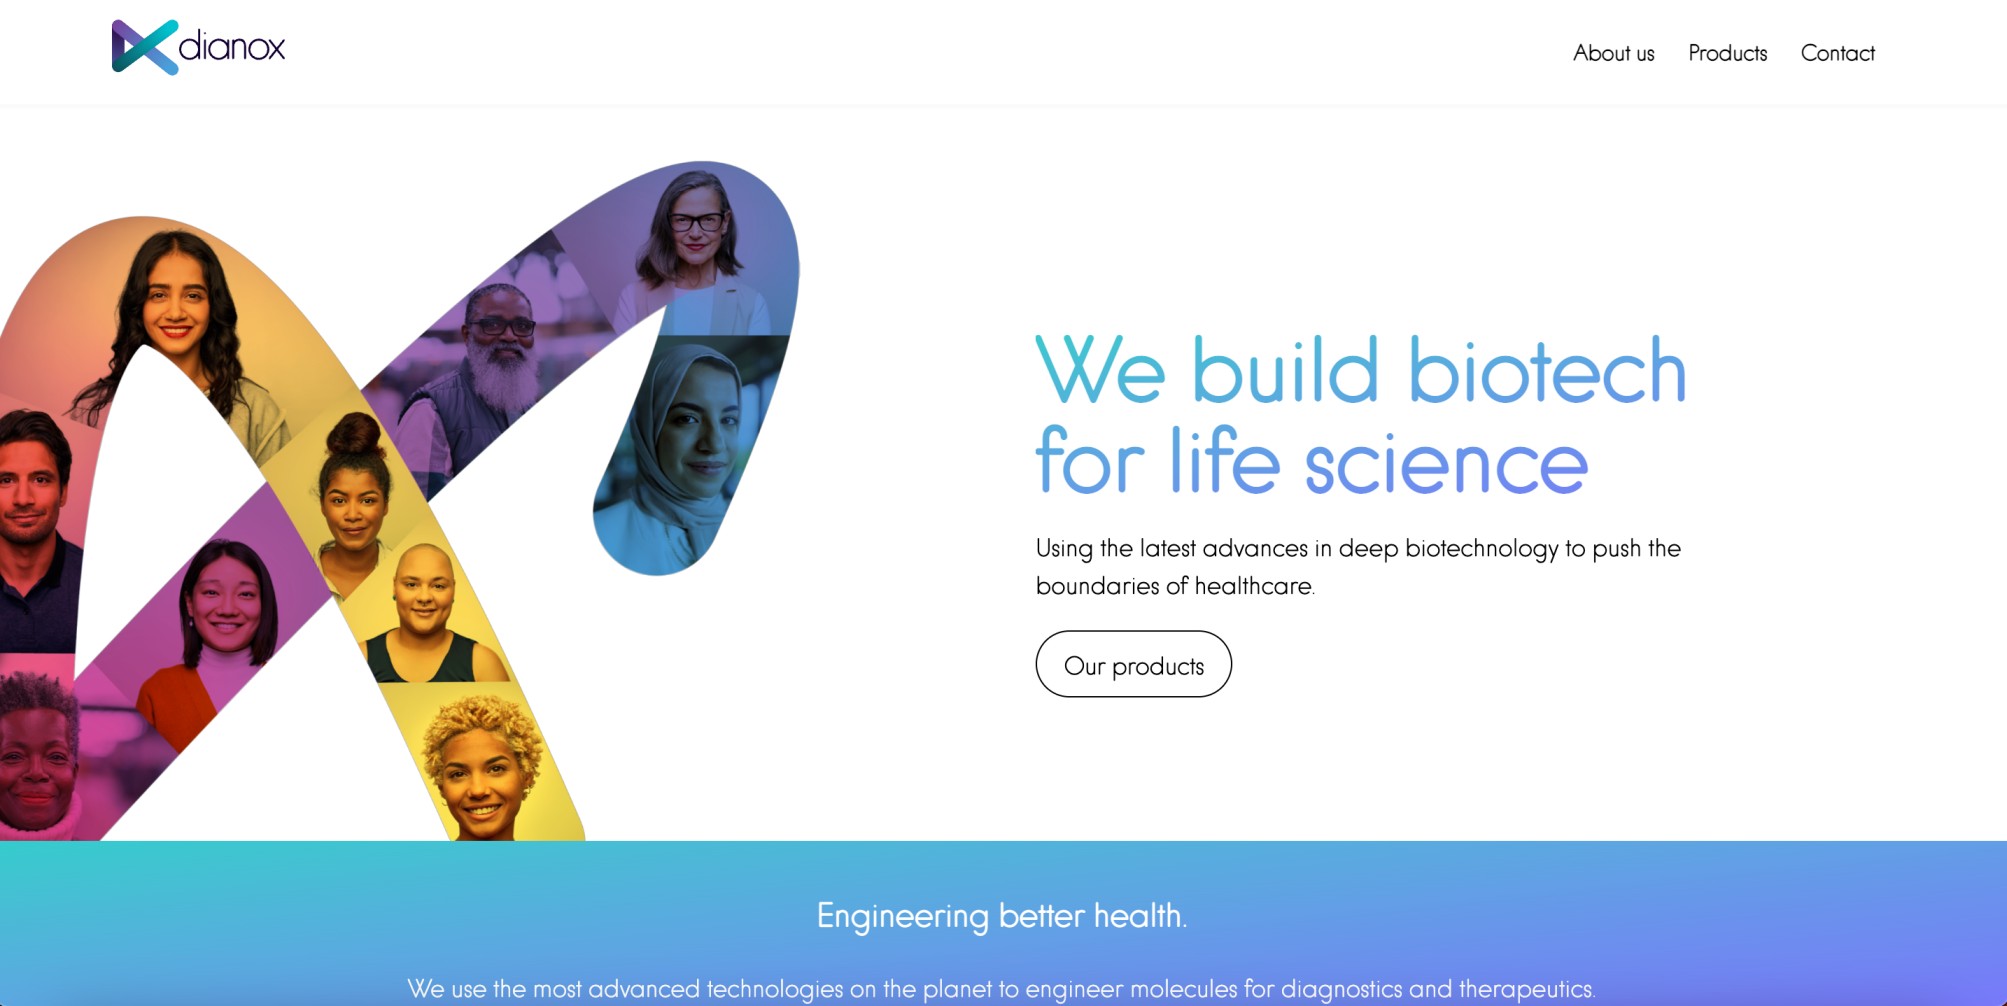 dianox
About us Products Contact
We build biotech
for life science
Using the latest advances in deep biotechnology to push the
boundaries of healthcare.
Our products
Engineering better health.
We use the most advanced technologies on the planet to engineer molecules for diagnostics and therapeutics.